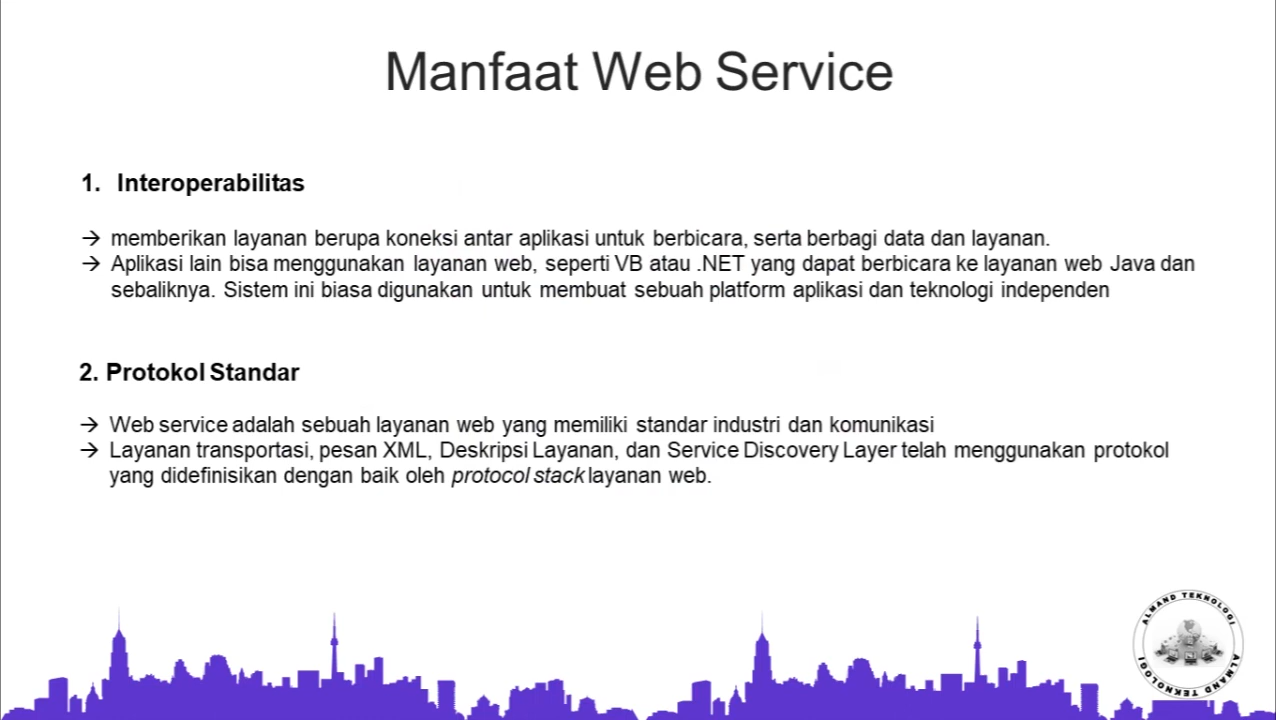 Manfaat Web Service
1. Interoperabilitas
→ memberikan layanan berupa koneksi antar aplikasi untuk berbicara, serta berbagi data dan layanan.
→ Aplikasi lain bisa menggunakan layanan web, seperti VB atau .NET yang dapat berbicara ke layanan web Java dan
sebaliknya. Sistem ini biasa digunakan untuk membuat sebuah platform aplikasi dan teknologi independen
2. Protokol Standar
→ Web service adalah sebuah layanan web yang memiliki standar industri dan komunikasi
→ Layanan transportasi, pesan XML, Deskripsi Layanan, dan Service Discovery Layer telah menggunakan protokol
yang didefinisikan dengan baik oleh protocol stack layanan web.
ALMAND TEKNOLOGI
ALMAND TEKNOLOGI